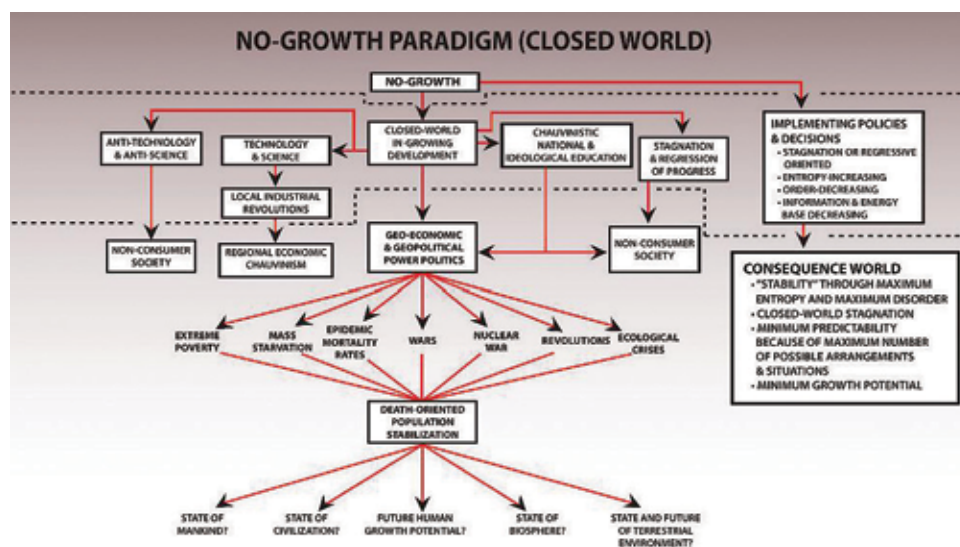 NO-GROWTH PARADIGM (CLOSED WORLD)
NO-GROWTH
ANTI-TECHNOLOGY
& ANTI-SCIENCE
TECHNOLOGY
& SCIENCE
CLOSED-WORLD
IN-GROWING
DEVELOPMENT
CHAUVINISTIC
NATIONAL &
IDEOLOGICAL EDUCATION
STAGNATION
& REGRESSION
OF PROGRESS
IMPLEMENTING POLICIES
& DECISIONS
• STAGNATION OR REGRESSIVE
ORIENTED
• ENTROPY-INCREASING
• ORDER-DECREASING
• INFORMATION & ENERGY
BASE DECREASING
LOCAL INDUSTRIAL
REVOLUTIONS
NON-CONSUMER
SOCIETY
REGIONAL ECONOMIC
CHAUVINISM
GEO-ECONOMIC
& GEOPOLITICAL
POWER POLITICS
NON-CONSUMER
SOCIETY
CONSEQUENCE WORLD
• "STABILITY" THROUGH MAXIMUM
ENTROPY AND MAXIMUM DISORDER
• CLOSED-WORLD STAGNATION
• MINIMUM PREDICTABILITY
BECAUSE OF MAXIMUM NUMBER
OF POSSIBLE ARRANGEMENTS
& SITUATIONS
• MINIMUM GROWTH POTENTIAL
EXTREME
POVERTY
MASS
STARVATION
EPIDEMIC
MORTALITY
RATES
WARS
NUCLEAR
WAR
REVOLUTIONS
ECOLOGICAL
CRISES
DEATH-ORIENTED
POPULATION
STABILIZATION
STATE OF
MANKIND?
STATE OF
CIVILIZATION?
FUTURE HUMAN
GROWTH POTENTIAL?
STATE OF
BIOSPHERE?
STATE AND FUTURE
OF TERRESTRIAL
ENVIRONMENT?